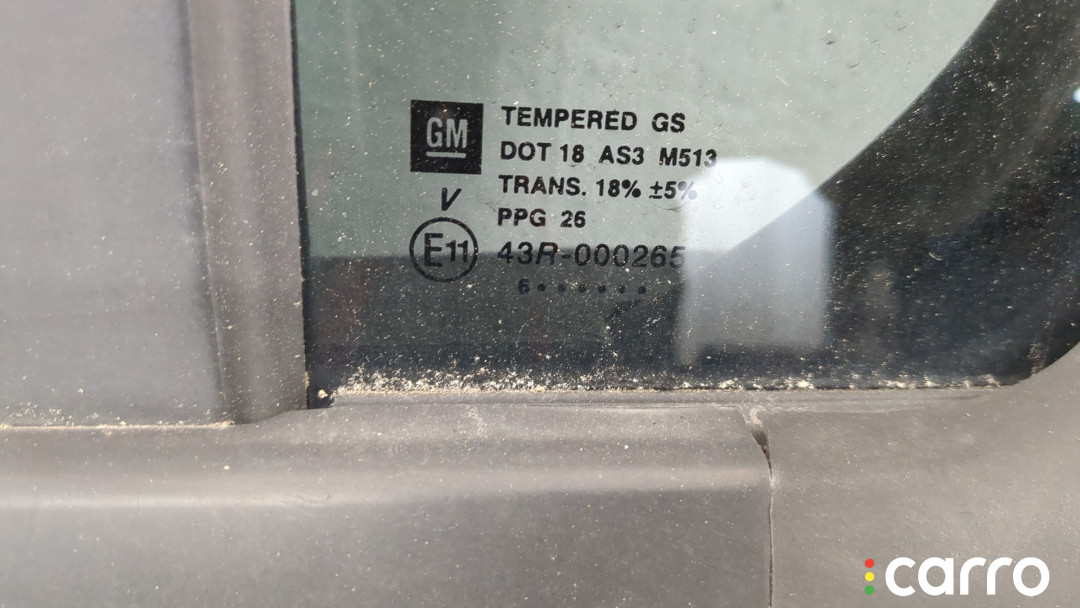 GM
TEMPERED GS
DOT 18 AS3 M513
TRANS. 18% ±5%
V
PPG 26
E11
43R-000265
6•••••••
carro